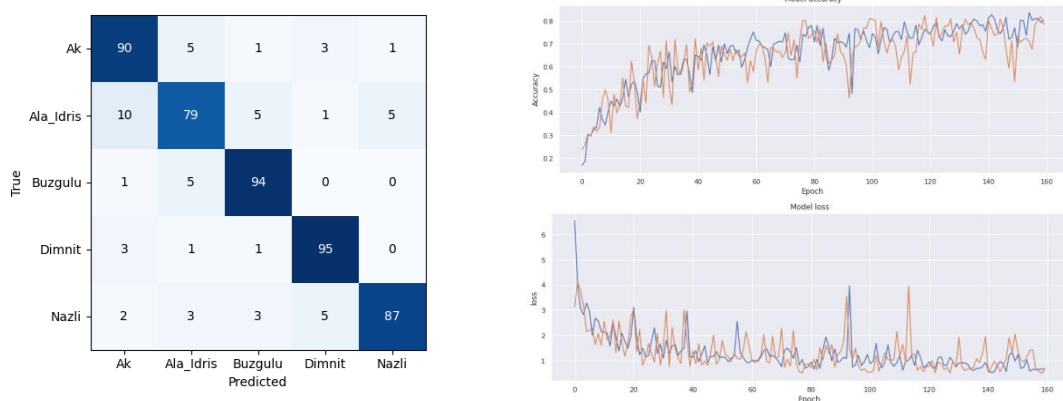 Ak 90 5 1 3 1
Ala_Idris 10 79 5 1 5
Buzgulu 1 5 94 0 0
Dimnit 3 1 1 95 0
Nazli 2 3 3 5 87
Ak Ala_Idris Buzgulu Dimnit Nazli
Predicted
True
Model accuracy
0.8
0.7
0.6
0.5
0.4
0.3
0.2
Accuracy
0 20 40 60 80 100 120 140 160
Epoch
Model loss
6
5
4
3
2
1
loss
0 20 40 60 80 100 120 140 160
Epoch